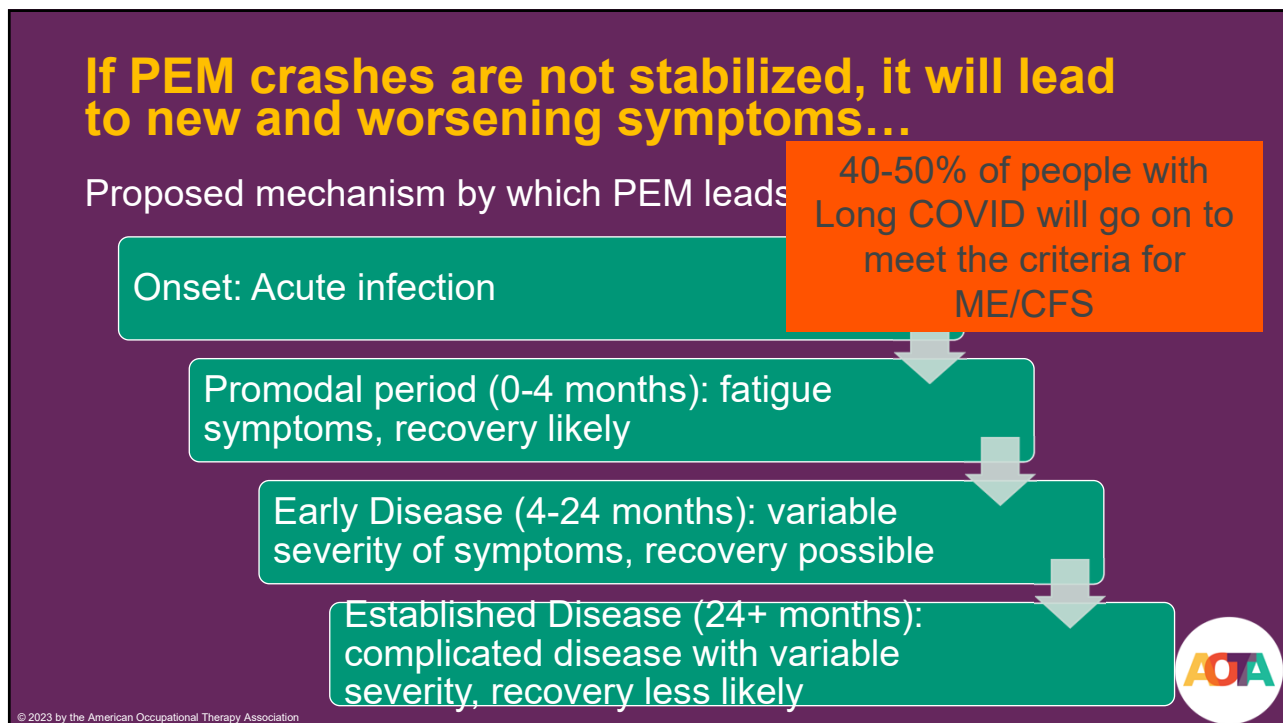 If PEM crashes are not stabilized, it will lead
to new and worsening symptoms…
Proposed mechanism by which PEM leads
40-50% of people with
Long COVID will go on to
meet the criteria for
ME/CFS
Onset: Acute infection
Promodal period (0-4 months): fatigue
symptoms, recovery likely
Early Disease (4-24 months): variable
severity of symptoms, recovery possible
Established Disease (24+ months):
complicated disease with variable
severity, recovery less likely
AOTA
© 2023 by the American Occupational Therapy Association